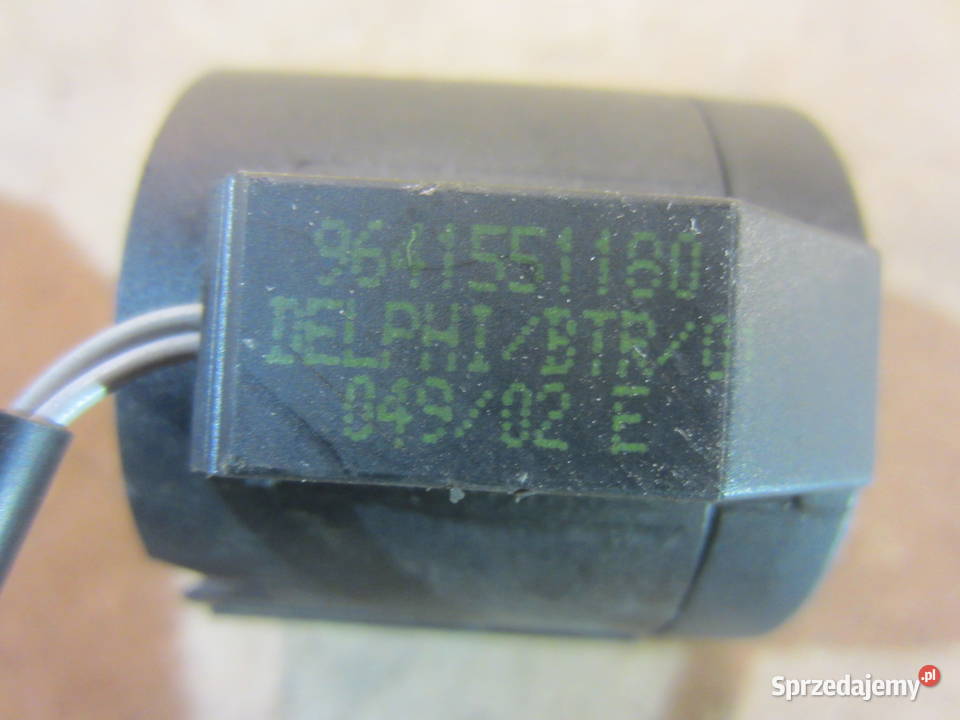 9641551180
DELPHI/BTR/
049/02 E
Sprzedajemy.pl